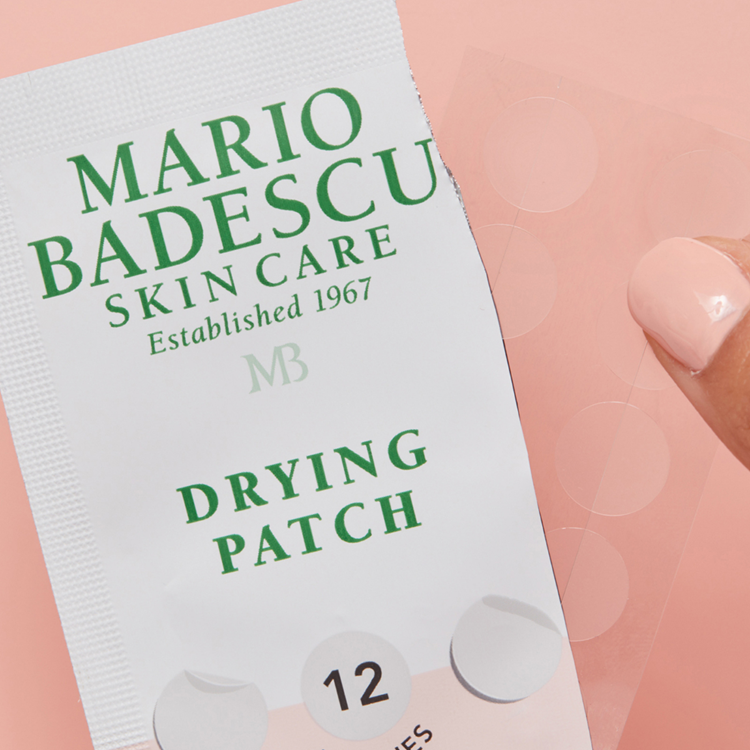 MARIO
BADESCU
SKIN CARE
Established 1967
MB
DRYING
PATCH
12